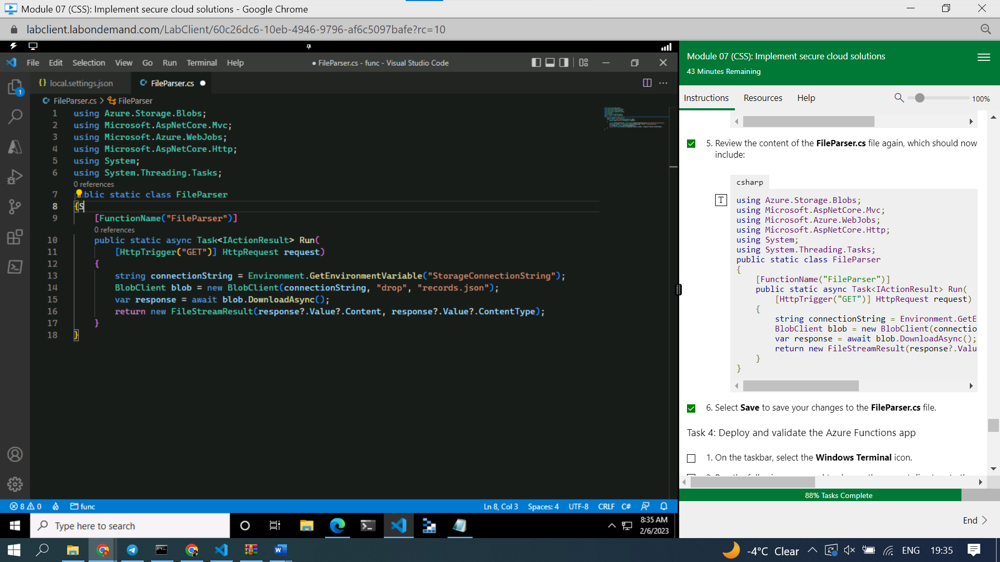 Module 07 (CSS): Implement secure cloud solutions - Google Chrome
labclient.labondemand.com/LabClient/60c26dc6-10eb-4946-9796-af6c5097bafe?rc=10
File Edit Selection View Go Run Terminal Help
● FileParser.cs - func - Visual Studio Code
{} local.settings.json
FileParser.cs ●
FileParser.cs > FileParser
1 using Azure.Storage.Blobs;
2 using Microsoft.AspNetCore.Mvc;
3 using Microsoft.Azure.WebJobs;
4 using Microsoft.AspNetCore.Http;
5 using System;
6 using System.Threading.Tasks;
0 references
7 blic static class FileParser
8 {S
9 [FunctionName("FileParser")]
0 references
10 public static async Task<IActionResult> Run(
11 [HttpTrigger("GET")] HttpRequest request)
12 {
13 string connectionString = Environment.GetEnvironmentVariable("StorageConnectionString");
14 BlobClient blob = new BlobClient(connectionString, "drop", "records.json");
15 var response = await blob.DownloadAsync();
16 return new FileStreamResult(response?.Value?.Content, response?.Value?.ContentType);
17 }
18 }
1
8 0 func
Ln 8, Col 3 Spaces: 4 UTF-8 CRLF C#
Type here to search
8:35 AM
2/6/2023
Module 07 (CSS): Implement secure cloud solutions
43 Minutes Remaining
Instructions Resources Help 100%
5. Review the content of the FileParser.cs file again, which should now
include:
csharp
T
using Azure.Storage.Blobs;
using Microsoft.AspNetCore.Mvc;
using Microsoft.Azure.WebJobs;
using Microsoft.AspNetCore.Http;
using System;
using System.Threading.Tasks;
public static class FileParser
{
[FunctionName("FileParser")]
public static async Task<IActionResult> Run(
[HttpTrigger("GET")] HttpRequest request)
{
string connectionString = Environment.GetE
BlobClient blob = new BlobClient(connectio
var response = await blob.DownloadAsync();
return new FileStreamResult(response?.Valu
}
}
6. Select Save to save your changes to the FileParser.cs file.
Task 4: Deploy and validate the Azure Functions app
1. On the taskbar, select the Windows Terminal icon.
88% Tasks Complete
End >
-4°C Clear ENG 19:35